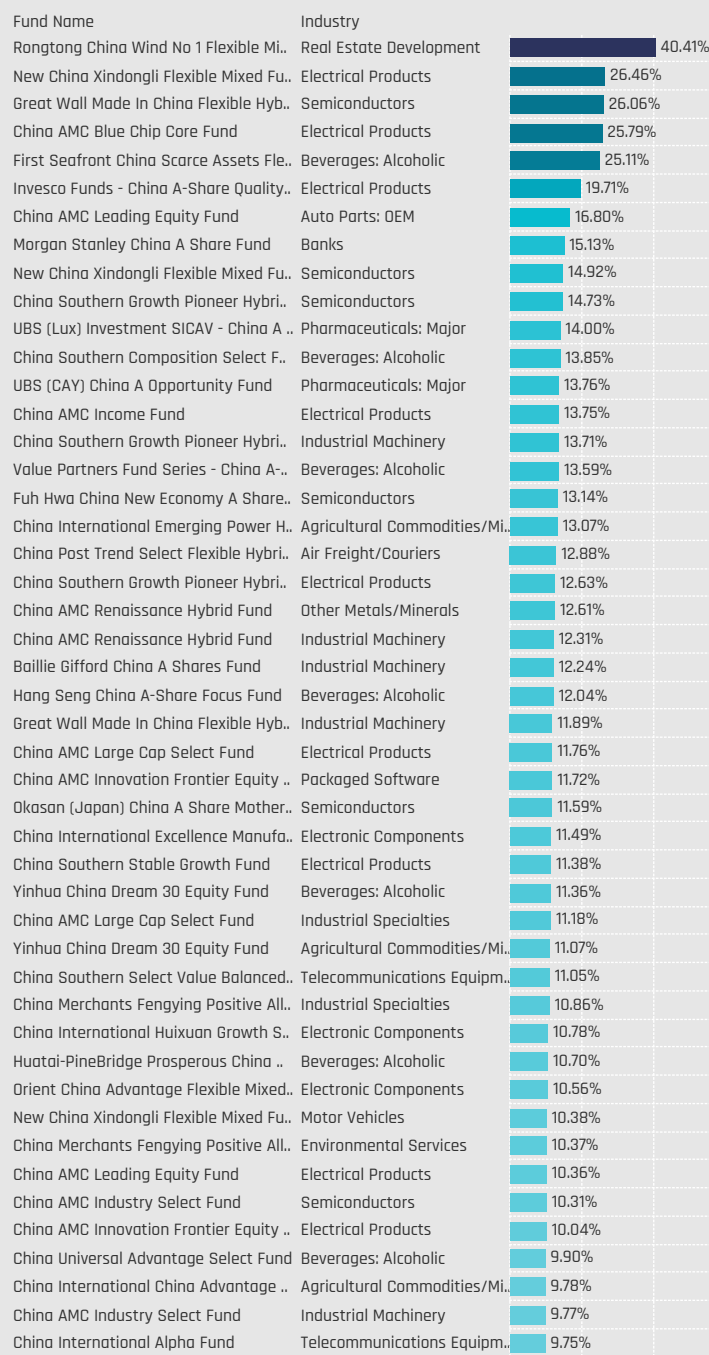 Fund Name Industry
Rongtong China Wind No 1 Flexible Mi.. Real Estate Development 40.41%
New China Xindongli Flexible Mixed Fu.. Electrical Products 26.46%
Great Wall Made In China Flexible Hyb.. Semiconductors 26.06%
China AMC Blue Chip Core Fund Electrical Products 25.79%
First Seafront China Scarce Assets Fle.. Beverages: Alcoholic 25.11%
Invesco Funds - China A-Share Quality.. Electrical Products 19.71%
China AMC Leading Equity Fund Auto Parts: OEM 16.80%
Morgan Stanley China A Share Fund Banks 15.13%
New China Xindongli Flexible Mixed Fu.. Semiconductors 14.92%
China Southern Growth Pioneer Hybri.. Semiconductors 14.73%
UBS (Lux) Investment SICAV - China A .. Pharmaceuticals: Major 14.00%
China Southern Composition Select F.. Beverages: Alcoholic 13.85%
UBS (CAY) China A Opportunity Fund Pharmaceuticals: Major 13.76%
China AMC Income Fund Electrical Products 13.75%
China Southern Growth Pioneer Hybri.. Industrial Machinery 13.71%
Value Partners Fund Series - China A-.. Beverages: Alcoholic 13.59%
Fuh Hwa China New Economy A Share.. Semiconductors 13.14%
China International Emerging Power H.. Agricultural Commodities/Mi.. 13.07%
China Post Trend Select Flexible Hybri.. Air Freight/Couriers 12.88%
China Southern Growth Pioneer Hybri.. Electrical Products 12.63%
China AMC Renaissance Hybrid Fund Other Metals/Minerals 12.61%
China AMC Renaissance Hybrid Fund Industrial Machinery 12.31%
Baillie Gifford China A Shares Fund Industrial Machinery 12.24%
Hang Seng China A-Share Focus Fund Beverages: Alcoholic 12.04%
Great Wall Made In China Flexible Hyb.. Industrial Machinery 11.89%
China AMC Large Cap Select Fund Electrical Products 11.76%
China AMC Innovation Frontier Equity .. Packaged Software 11.72%
Okasan (Japan) China A Share Mother.. Semiconductors 11.59%
China International Excellence Manufa.. Electronic Components 11.49%
China Southern Stable Growth Fund Electrical Products 11.38%
Yinhua China Dream 30 Equity Fund Beverages: Alcoholic 11.36%
China AMC Large Cap Select Fund Industrial Specialties 11.18%
Yinhua China Dream 30 Equity Fund Agricultural Commodities/Mi.. 11.07%
China Southern Select Value Balanced.. Telecommunications Equipm.. 11.05%
China Merchants Fengying Positive All.. Industrial Specialties 10.86%
China International Huixuan Growth S.. Electronic Components 10.78%
Huatai-PineBridge Prosperous China .. Beverages: Alcoholic 10.70%
Orient China Advantage Flexible Mixed.. Electronic Components 10.56%
New China Xindongli Flexible Mixed Fu.. Motor Vehicles 10.38%
China Merchants Fengying Positive All.. Environmental Services 10.37%
China AMC Leading Equity Fund Electrical Products 10.36%
China AMC Industry Select Fund Semiconductors 10.31%
China AMC Innovation Frontier Equity .. Electrical Products 10.04%
China Universal Advantage Select Fund Beverages: Alcoholic 9.90%
China International China Advantage .. Agricultural Commodities/Mi.. 9.78%
China AMC Industry Select Fund Industrial Machinery 9.77%
China International Alpha Fund Telecommunications Equipm.. 9.75%